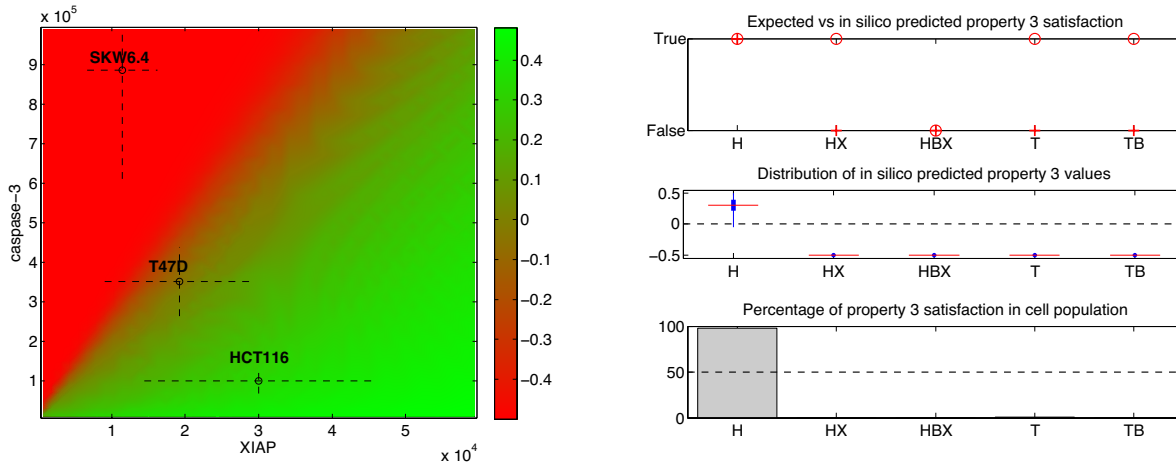 x 10⁵
SKW6.4
T47D
HCT116
caspase-3
9
8
7
6
5
4
3
2
1
1 2 3 4 5
XIAP
x 10⁴
0.4
0.3
0.2
0.1
0
−0.1
−0.2
−0.3
−0.4
Expected vs in silico predicted property 3 satisfaction
True
False
H HX HBX T TB
Distribution of in silico predicted property 3 values
0.5
0
−0.5
H HX HBX T TB
Percentage of property 3 satisfaction in cell population
100
50
0
H HX HBX T TB